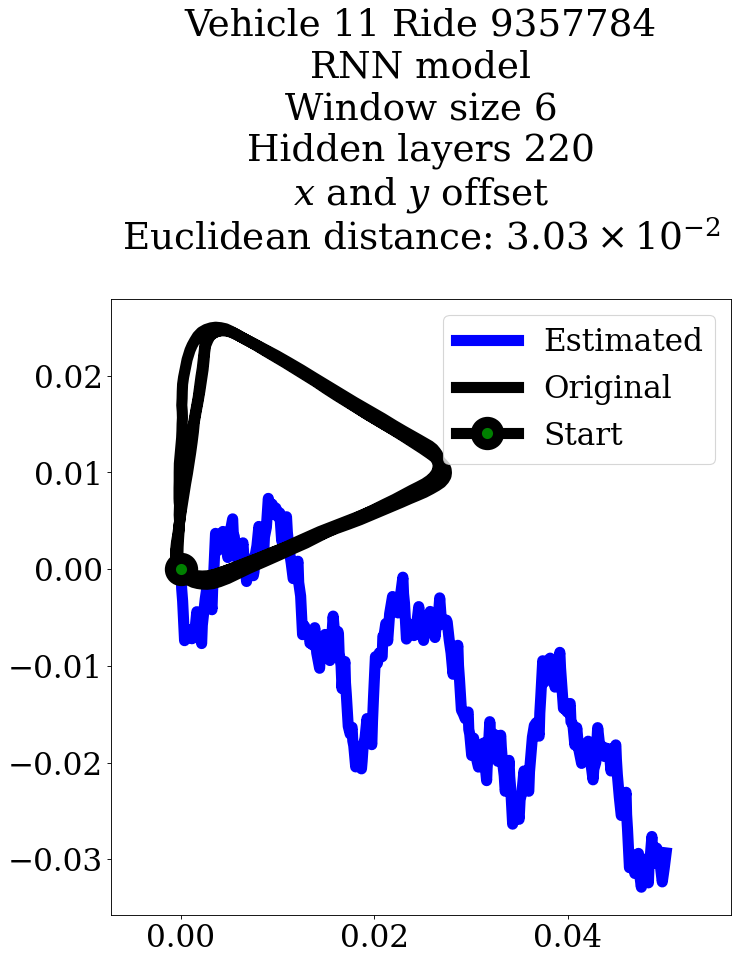 Vehicle 11 Ride 9357784
RNN model
Window size 6
Hidden layers 220
x and y offset
Euclidean distance: 3.03 × 10⁻²
Estimated
Original
Start
0.02
0.01
0.00
−0.01
−0.02
−0.03
0.00 0.02 0.04